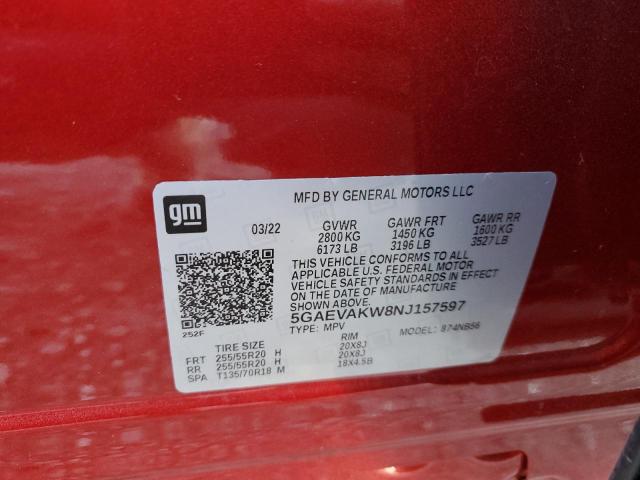 gm
MFD BY GENERAL MOTORS LLC
03/22 GVWR GAWR FRT GAWR RR
2800 KG 1450 KG 1600 KG
6173 LB 3196 LB 3527 LB
THIS VEHICLE CONFORMS TO ALL
APPLICABLE U.S. FEDERAL MOTOR
VEHICLE SAFETY STANDARDS IN EFFECT
ON THE DATE OF MANUFACTURE
SHOWN ABOVE.
252F
5GAEVAKW8NJ157597
TYPE: MPV MODEL: 874NB56
TIRE SIZE RIM
FRT 255/55R20 H 20X8J
RR 255/55R20 H 20X8J
SPA T135/70R18 M 18X4.5B